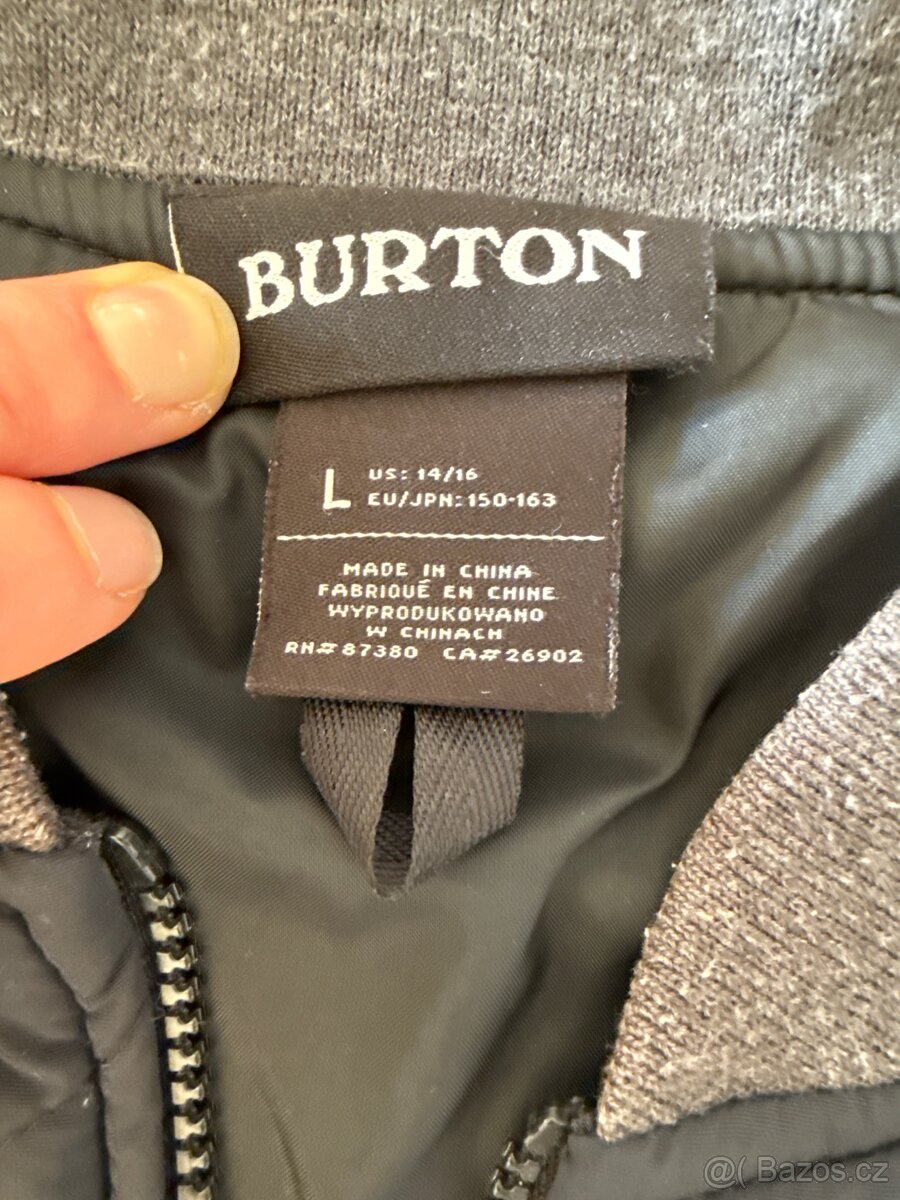 BURTON
L US: 14/16
EU/JPN: 150-163
MADE IN CHINA
FABRIQUÉ EN CHINE
WYPRODUKOWANO
W CHINACH
RN# 87380 CA# 26902
@( Bazos.cz